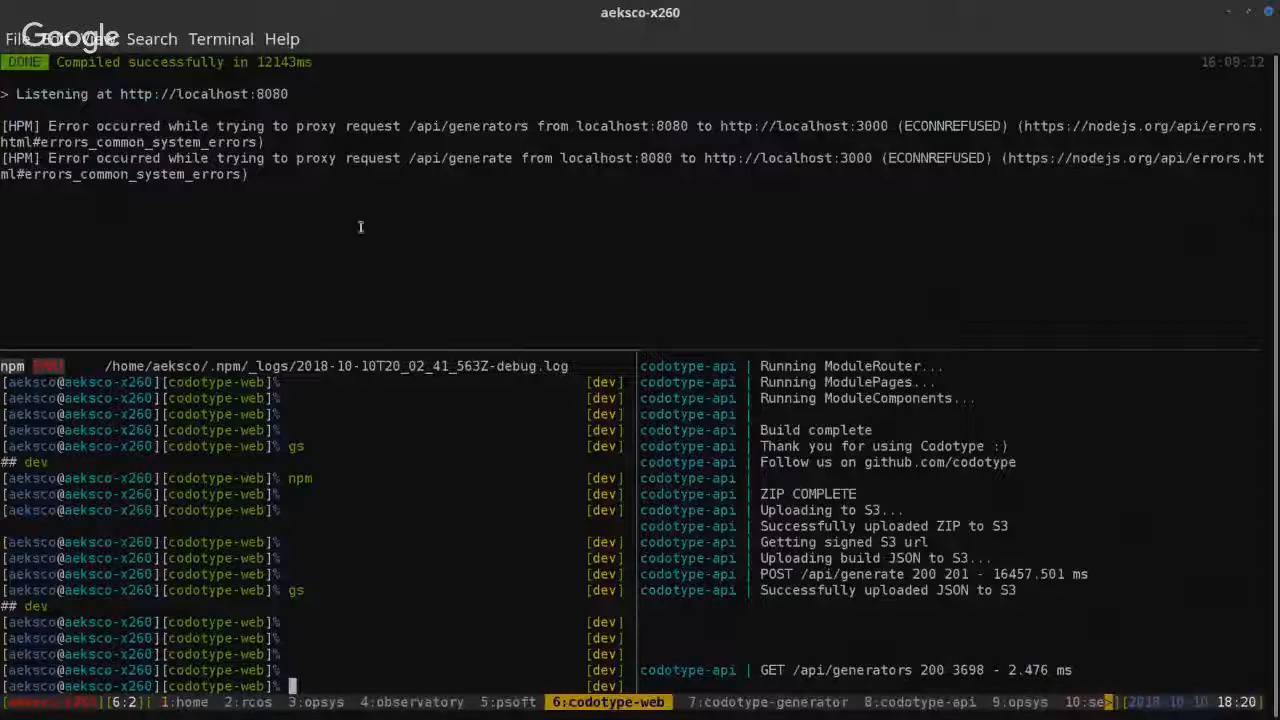 aeksco-x260
Google
File Edit View Search Terminal Help
DONE Compiled successfully in 12143ms 16:09:12
> Listening at http://localhost:8080
[HPM] Error occurred while trying to proxy request /api/generators from localhost:8080 to http://localhost:3000 (ECONNREFUSED) (https://nodejs.org/api/errors.
html#errors_common_system_errors)
[HPM] Error occurred while trying to proxy request /api/generate from localhost:8080 to http://localhost:3000 (ECONNREFUSED) (https://nodejs.org/api/errors.ht
ml#errors_common_system_errors)
npm ERR! /home/aeksco/.npm/_logs/2018-10-10T20_02_41_563Z-debug.log
[aeksco@aeksco-x260][codotype-web]% [dev]
[aeksco@aeksco-x260][codotype-web]% [dev]
[aeksco@aeksco-x260][codotype-web]% [dev]
[aeksco@aeksco-x260][codotype-web]% [dev]
[aeksco@aeksco-x260][codotype-web]% gs [dev]
## dev
[aeksco@aeksco-x260][codotype-web]% npm [dev]
[aeksco@aeksco-x260][codotype-web]% [dev]
[aeksco@aeksco-x260][codotype-web]% [dev]
[aeksco@aeksco-x260][codotype-web]% [dev]
[aeksco@aeksco-x260][codotype-web]% [dev]
[aeksco@aeksco-x260][codotype-web]% [dev]
[aeksco@aeksco-x260][codotype-web]% gs [dev]
## dev
[aeksco@aeksco-x260][codotype-web]% [dev]
[aeksco@aeksco-x260][codotype-web]% [dev]
[aeksco@aeksco-x260][codotype-web]% [dev]
[aeksco@aeksco-x260][codotype-web]% [dev]
[aeksco@aeksco-x260][codotype-web]% [dev]
codotype-api | Running ModuleRouter...
codotype-api | Running ModulePages...
codotype-api | Running ModuleComponents...
codotype-api |
codotype-api | Build complete
codotype-api | Thank you for using Codotype :)
codotype-api | Follow us on github.com/codotype
codotype-api |
codotype-api | ZIP COMPLETE
codotype-api | Uploading to S3...
codotype-api | Successfully uploaded ZIP to S3
codotype-api | Getting signed S3 url
codotype-api | Uploading build JSON to S3...
codotype-api | POST /api/generate 200 201 - 16457.501 ms
codotype-api | Successfully uploaded JSON to S3
codotype-api | GET /api/generators 200 3698 - 2.476 ms
[6:2][ 1:home 2:rcos 3:opsys 4:observatory 5:psoft 6:codotype-web 7:codotype-generator 8:codotype-api 9:opsys 10:se>][2018-10-10 18:20]